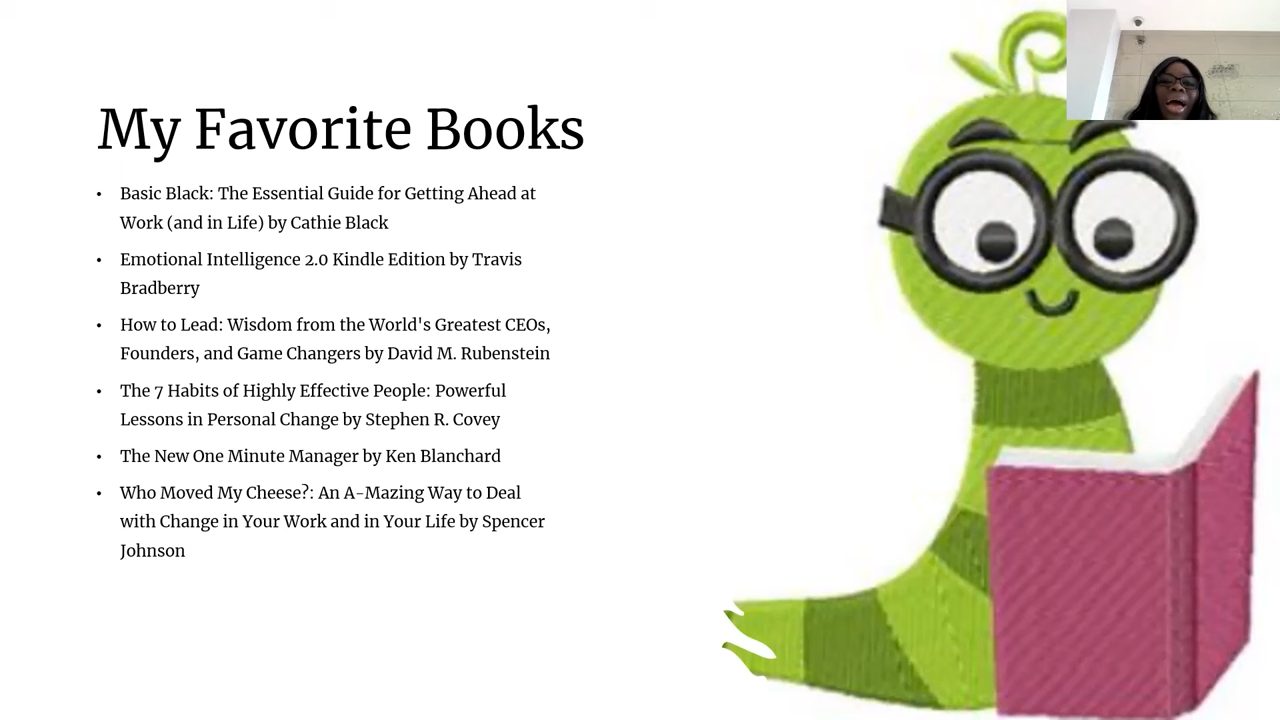 My Favorite Books
• Basic Black: The Essential Guide for Getting Ahead at
Work (and in Life) by Cathie Black
• Emotional Intelligence 2.0 Kindle Edition by Travis
Bradberry
• How to Lead: Wisdom from the World's Greatest CEOs,
Founders, and Game Changers by David M. Rubenstein
• The 7 Habits of Highly Effective People: Powerful
Lessons in Personal Change by Stephen R. Covey
• The New One Minute Manager by Ken Blanchard
• Who Moved My Cheese?: An A-Mazing Way to Deal
with Change in Your Work and in Your Life by Spencer
Johnson